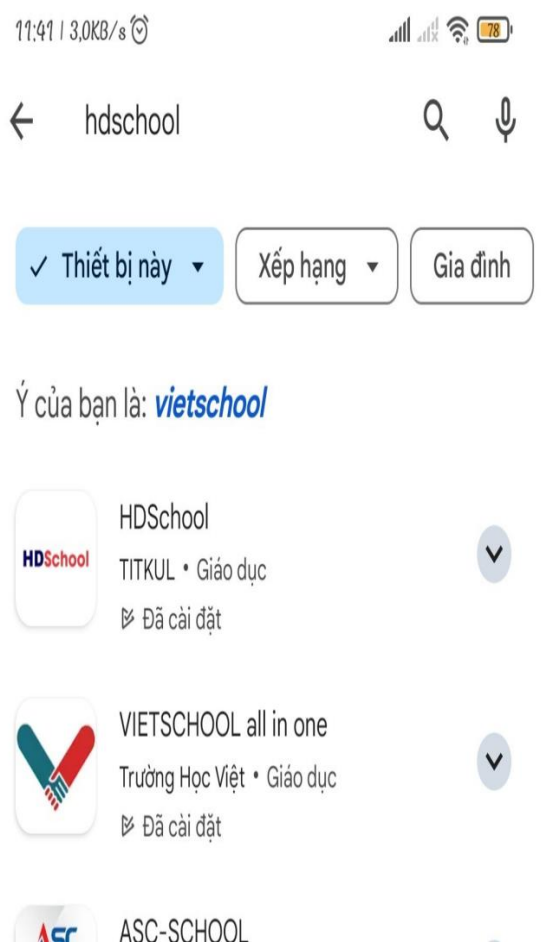 11:41 | 3,0KB/s
78
hdschool
Thiết bị này
Xếp hạng
Gia đình
Ý của bạn là: vietschool
HDSchool
HDSchool
TITKUL • Giáo dục
Đã cài đặt
VIETSCHOOL all in one
Trường Học Việt • Giáo dục
Đã cài đặt
ASC
ASC-SCHOOL